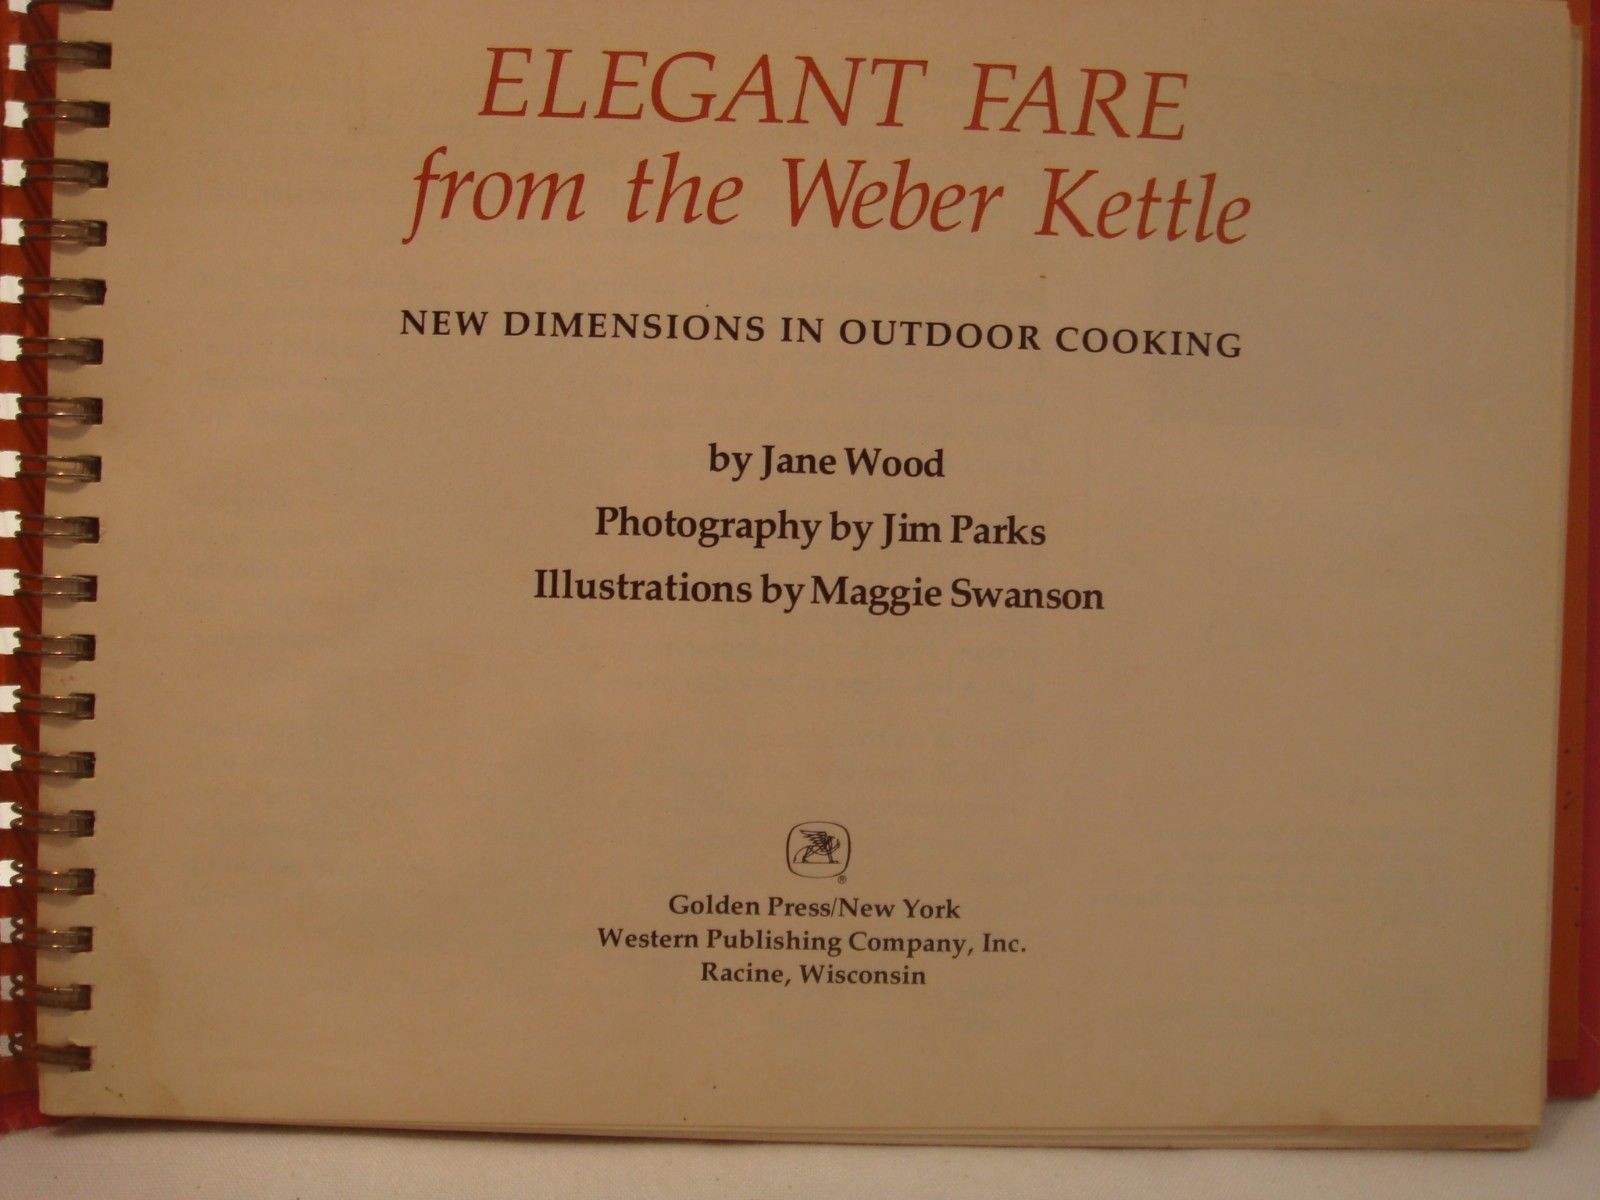 ELEGANT FARE
from the Weber Kettle
NEW DIMENSIONS IN OUTDOOR COOKING
by Jane Wood
Photography by Jim Parks
Illustrations by Maggie Swanson
®
Golden Press/New York
Western Publishing Company, Inc.
Racine, Wisconsin